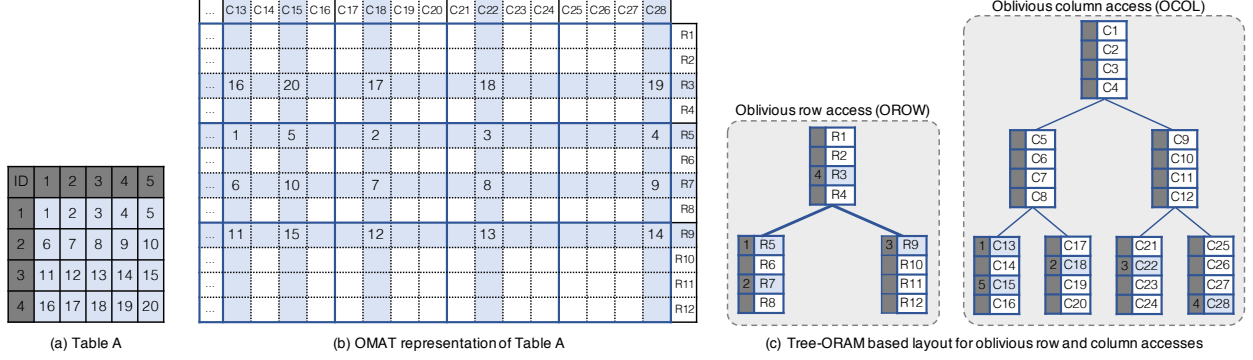 ID 1 2 3 4 5
1 1 2 3 4 5
2 6 7 8 9 10
3 11 12 13 14 15
4 16 17 18 19 20
(a) Table A
... C13 C14 C15 C16 C17 C18 C19 C20 C21 C22 C23 C24 C25 C26 C27 C28
... R1
... R2
... 16 20 17 18 19 R3
... R4
... 1 5 2 3 4 R5
... R6
... 6 10 7 8 9 R7
... R8
... 11 15 12 13 14 R9
... R10
... R11
... R12
(b) OMAT representation of Table A
Oblivious row access (OROW)
R1
R2
4 R3
R4
1 R5
R6
2 R7
R8
3 R9
R10
R11
R12
Oblivious column access (OCOL)
C1
C2
C3
C4
C5
C6
C7
C8
C9
C10
C11
C12
1 C13
C14
5 C15
C16
C17
2 C18
C19
C20
C21
3 C22
C23
C24
C25
C26
C27
4 C28
(c) Tree-ORAM based layout for oblivious row and column accesses